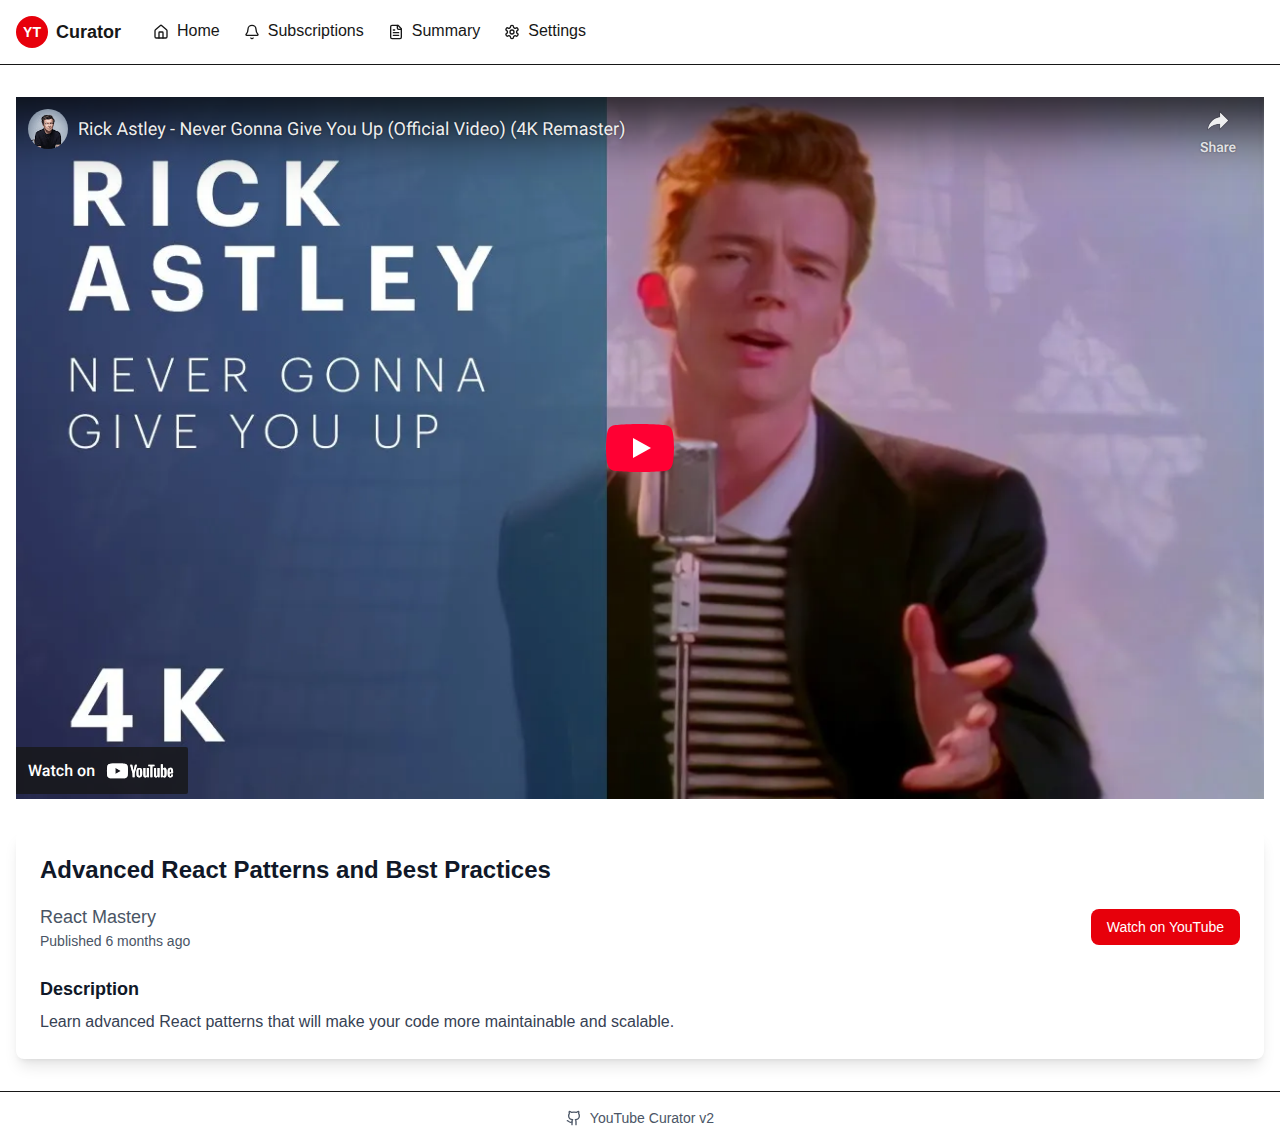 YT Curator Home Subscriptions Summary Settings
Rick Astley - Never Gonna Give You Up (Official Video) (4K Remaster)
Share
RICK
ASTLEY
NEVER GONNA
GIVE YOU UP
4K
Watch on YouTube
Advanced React Patterns and Best Practices
React Mastery
Published 6 months ago
Watch on YouTube
Description
Learn advanced React patterns that will make your code more maintainable and scalable.
YouTube Curator v2